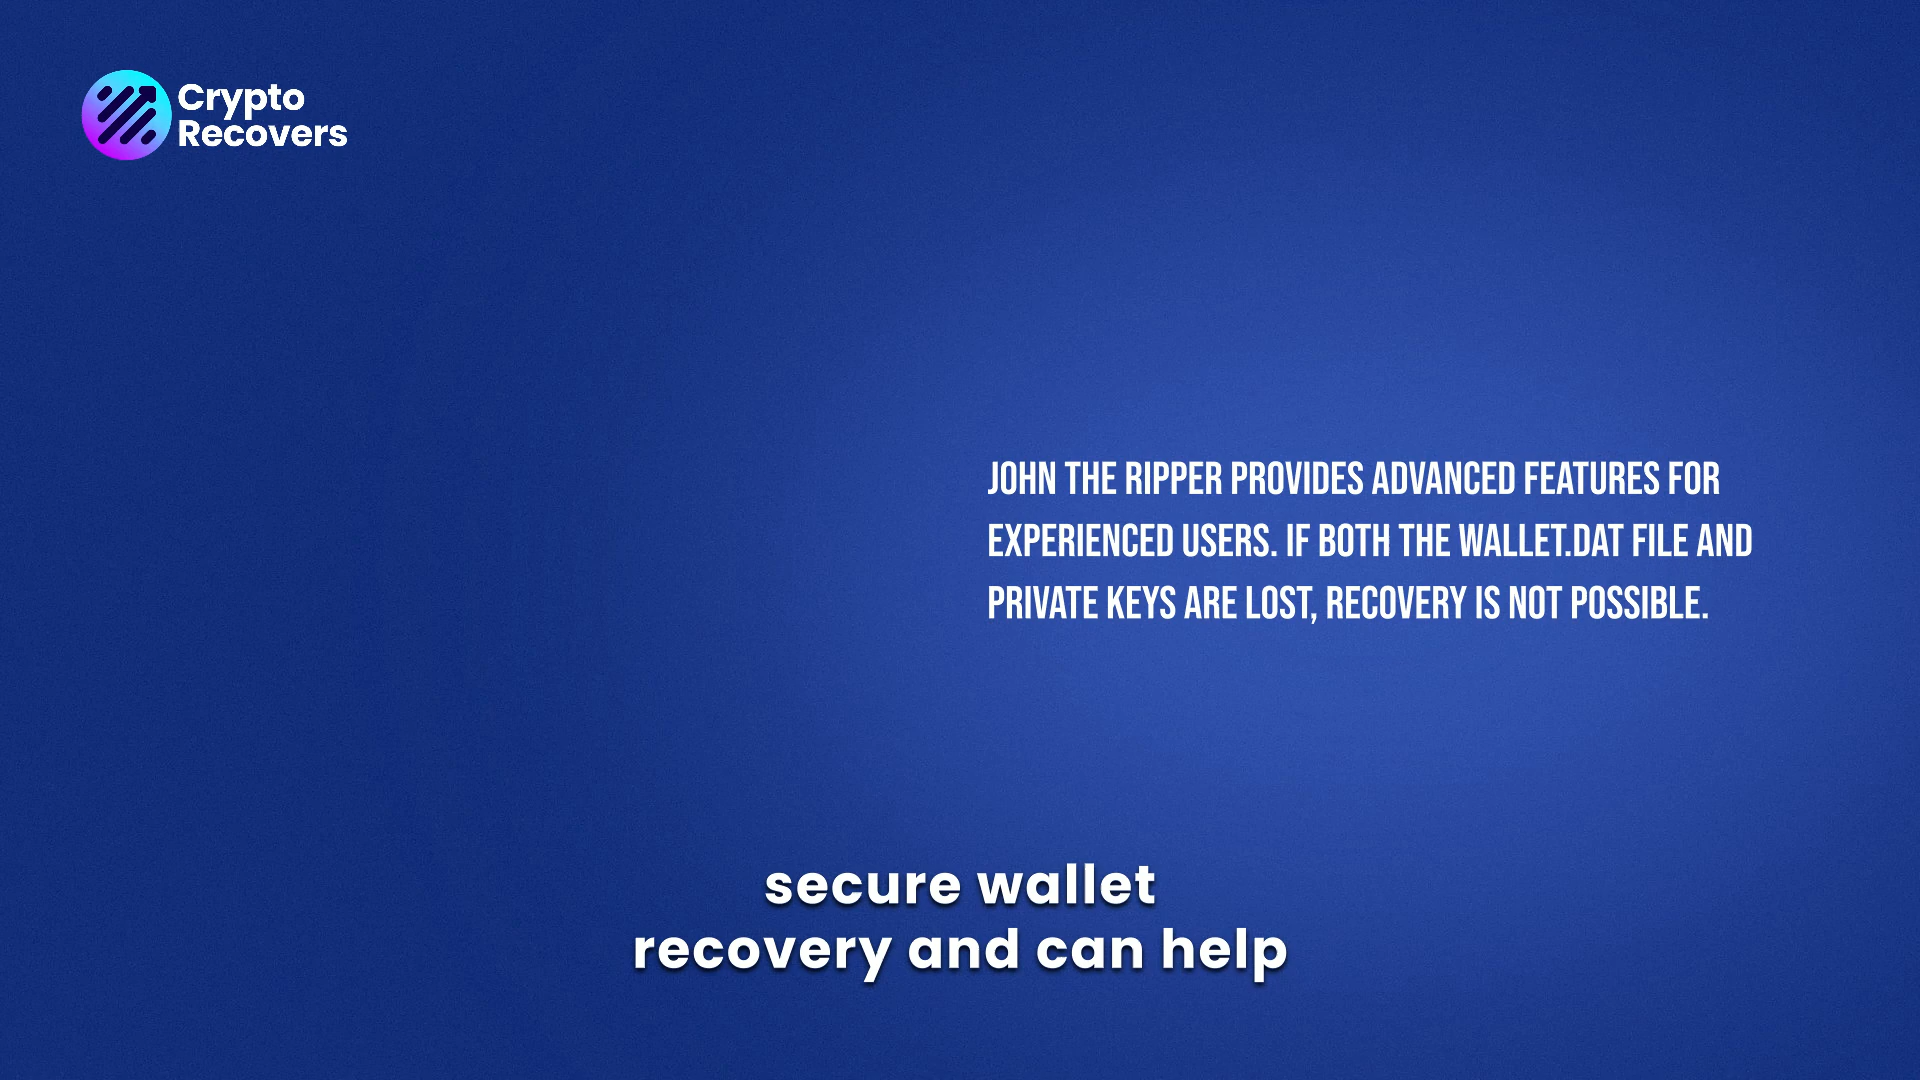 Crypto
Recovers
JOHN THE RIPPER PROVIDES ADVANCED FEATURES FOR
EXPERIENCED USERS. IF BOTH THE WALLET.DAT FILE AND
PRIVATE KEYS ARE LOST, RECOVERY IS NOT POSSIBLE.
secure wallet
recovery and can help